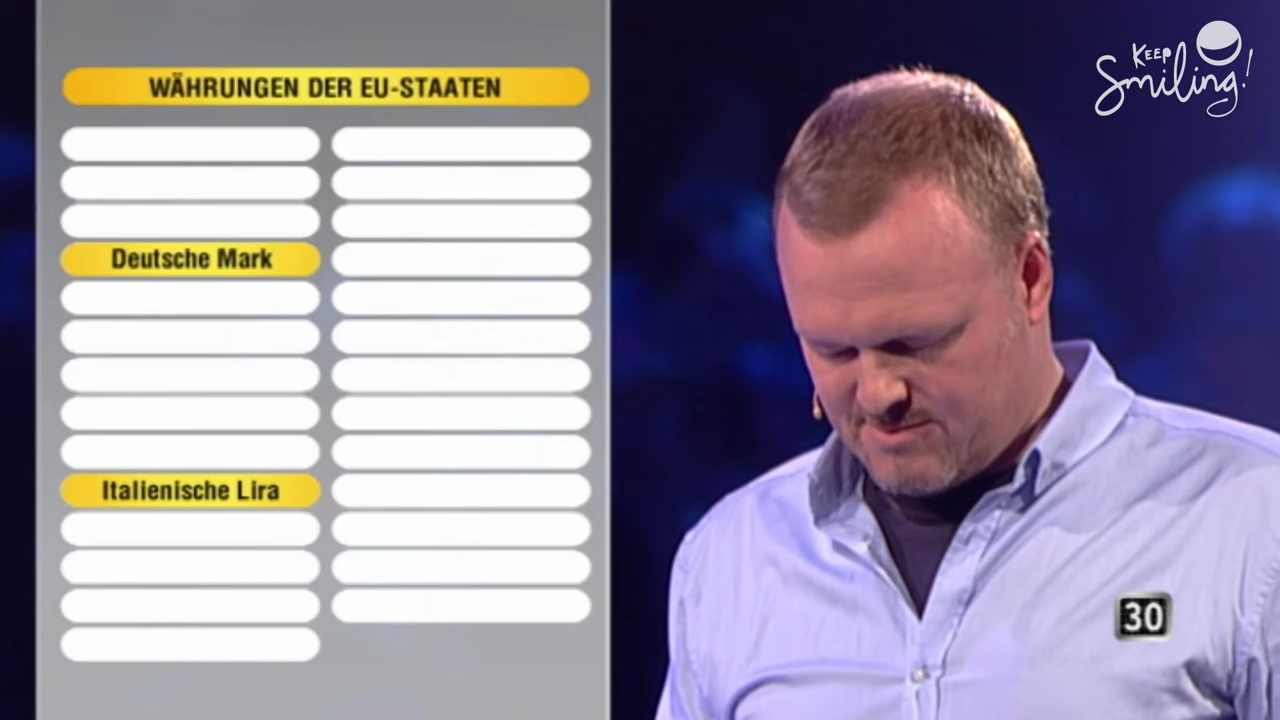 WÄHRUNGEN DER EU-STAATEN
Deutsche Mark
Italienische Lira
KEEP
Smiling!
30